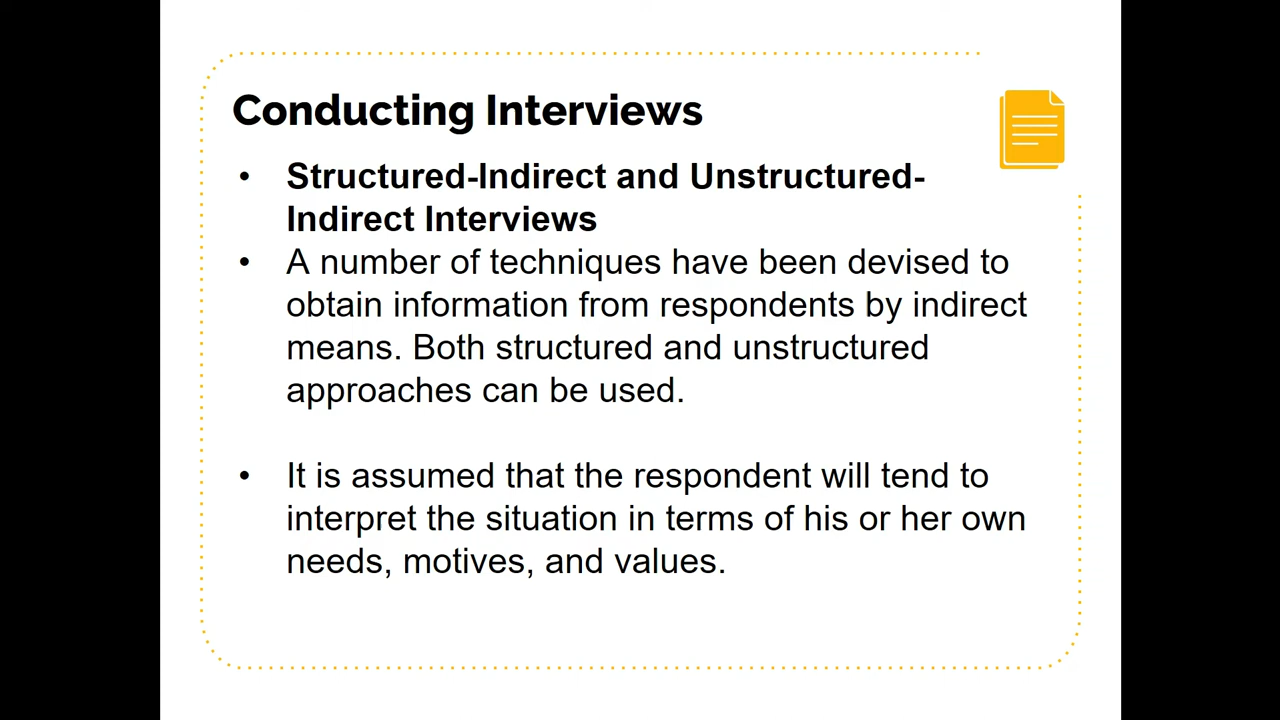 Conducting Interviews
• Structured-Indirect and Unstructured-
Indirect Interviews
• A number of techniques have been devised to
obtain information from respondents by indirect
means. Both structured and unstructured
approaches can be used.
• It is assumed that the respondent will tend to
interpret the situation in terms of his or her own
needs, motives, and values.